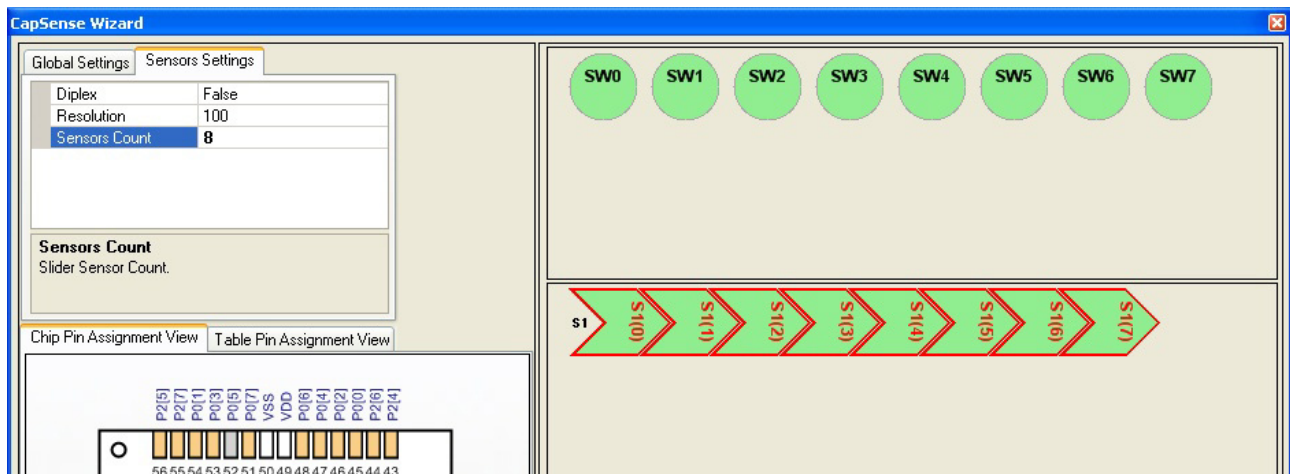 CapSense Wizard
Global Settings Sensors Settings
Diplex False
Resolution 100
Sensors Count 8
Sensors Count
Slider Sensor Count.
Chip Pin Assignment View Table Pin Assignment View
P2[5] P2[7] P0[1] P0[3] P0[5] P0[7] VSS VDD P0[6] P0[4] P0[2] P0[0] P2[6] P2[4]
56 55 54 53 52 51 50 49 48 47 46 45 44 43
SW0 SW1 SW2 SW3 SW4 SW5 SW6 SW7
S1 S1(0) S1(1) S1(2) S1(3) S1(4) S1(5) S1(6) S1(7)